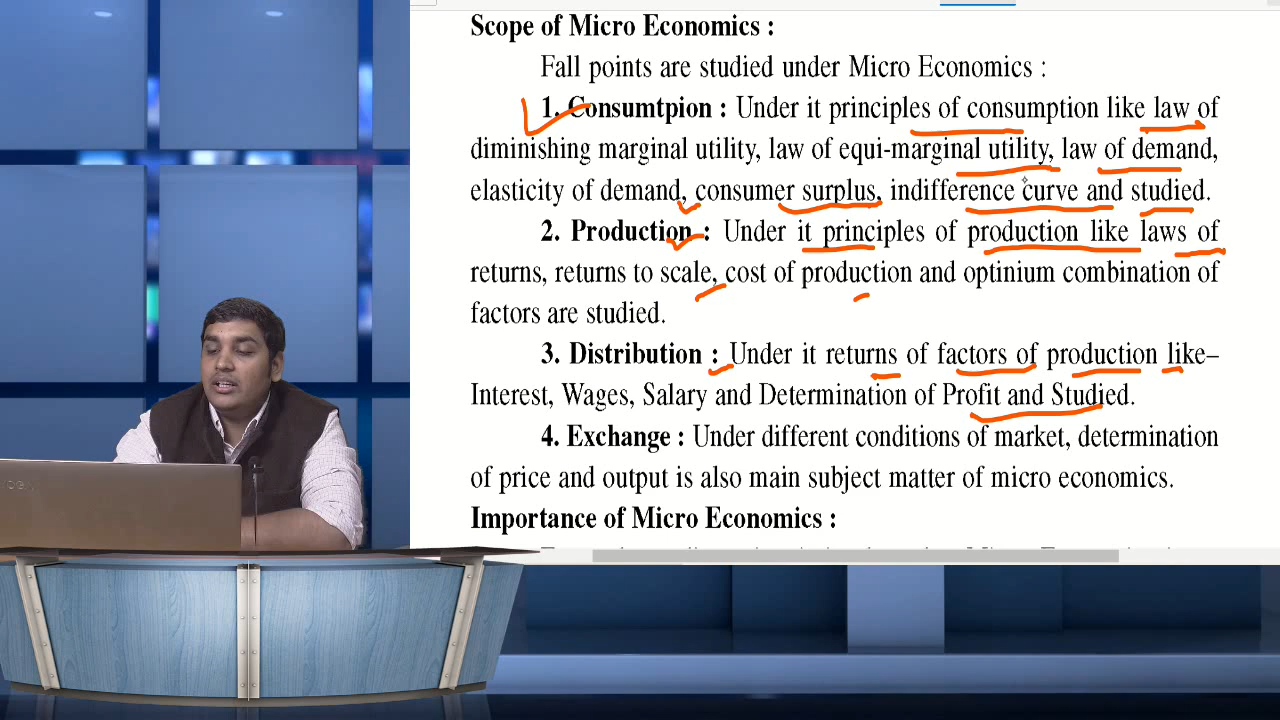 Scope of Micro Economics :
Fall points are studied under Micro Economics :
1. Consumtpion : Under it principles of consumption like law of
diminishing marginal utility, law of equi-marginal utility, law of demand,
elasticity of demand, consumer surplus, indifference curve and studied.
2. Production : Under it principles of production like laws of
returns, returns to scale, cost of production and optinium combination of
factors are studied.
3. Distribution : Under it returns of factors of production like–
Interest, Wages, Salary and Determination of Profit and Studied.
4. Exchange : Under different conditions of market, determination
of price and output is also main subject matter of micro economics.
Importance of Micro Economics :